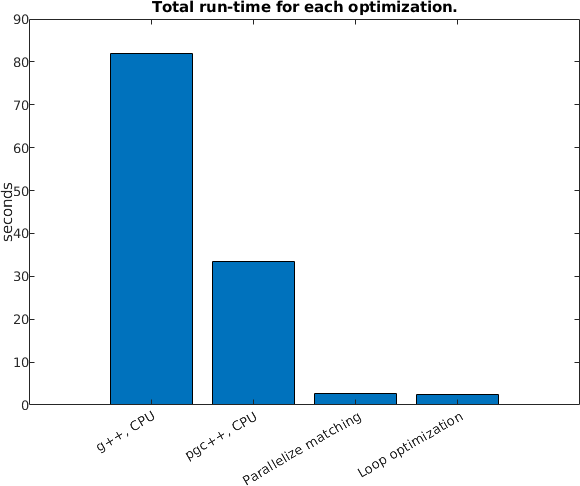 Total run-time for each optimization.
90
80
70
60
50
40
30
20
10
0
seconds
g++, CPU
pgc++, CPU
Parallelize matching
Loop optimization